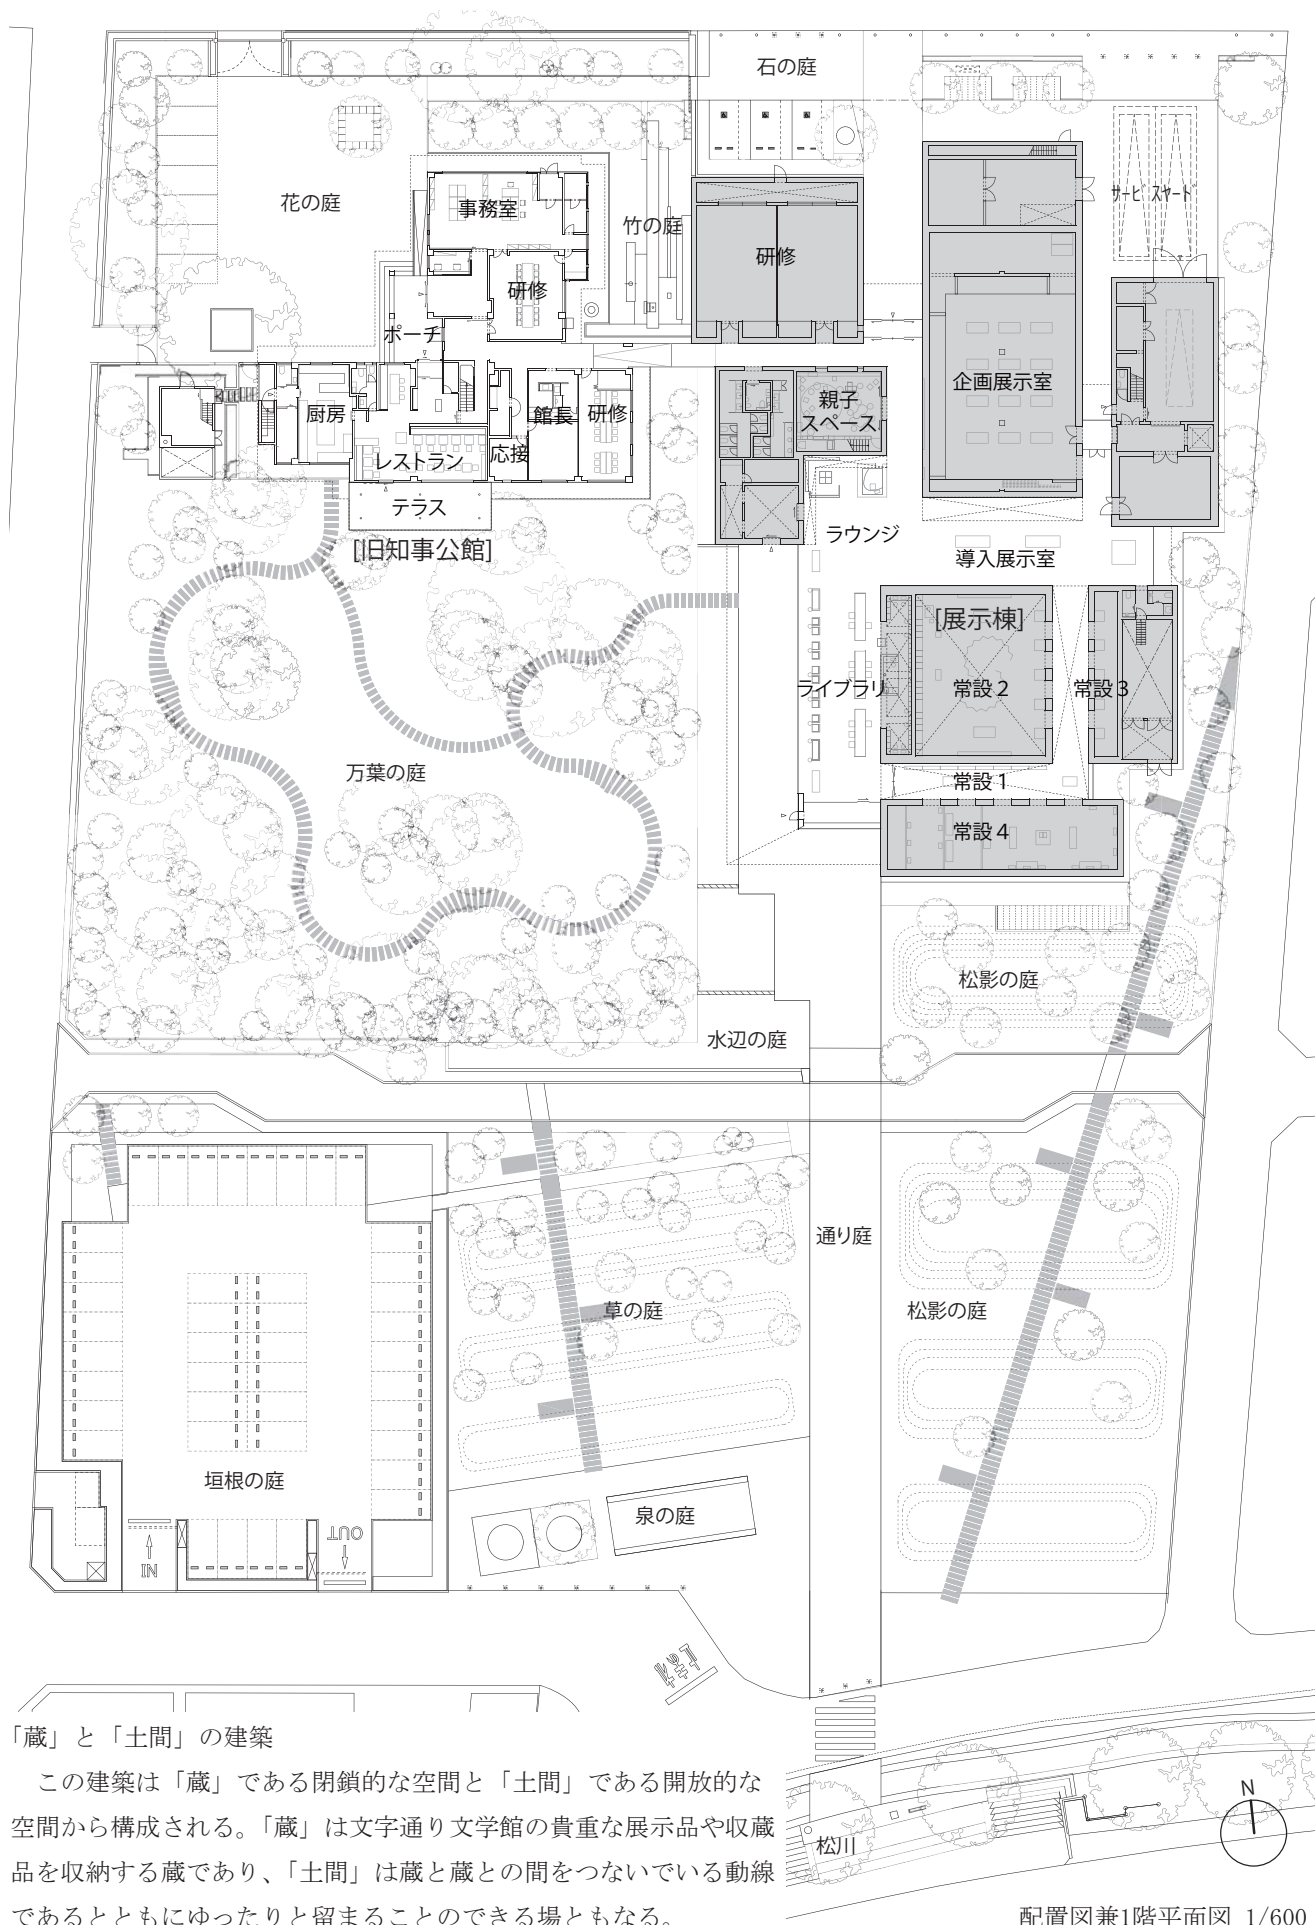 石の庭
花の庭
事務室
竹の庭
サービスヤード
研修
研修
ポーチ
厨房
館長
研修
親子
スペース
企画展示室
レストラン
応接
テラス
[旧知事公館]
ラウンジ
導入展示室
[展示棟]
ライブラリ
常設2
常設3
万葉の庭
常設1
常設4
松影の庭
水辺の庭
通り庭
草の庭
松影の庭
垣根の庭
泉の庭
IN
OUT
「蔵」と「土間」の建築
この建築は「蔵」である閉鎖的な空間と「土間」である開放的な
空間から構成される。「蔵」は文字通り文学館の貴重な展示品や収蔵
品を収納する蔵であり、「土間」は蔵と蔵との間をつないでいる動線
であるとともにゆったりと留まることのできる場ともなる。
松川
N
配置図兼1階平面図 1/600